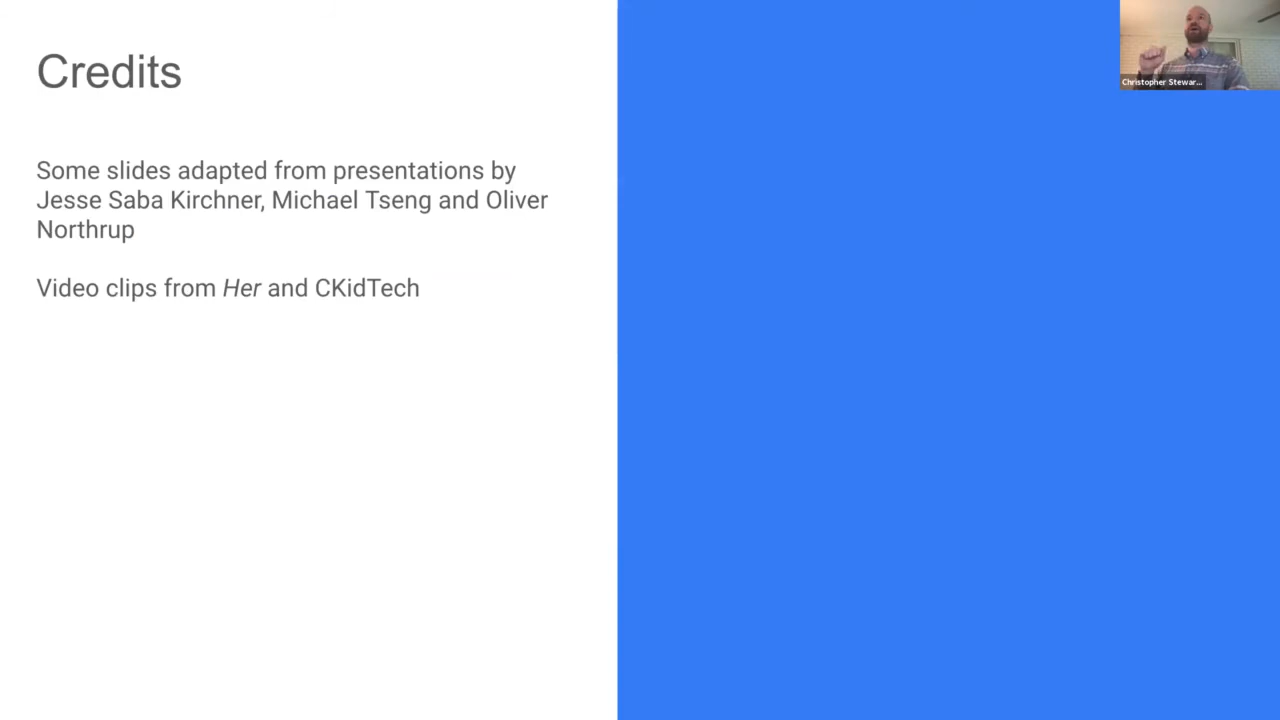 Credits
Some slides adapted from presentations by
Jesse Saba Kirchner, Michael Tseng and Oliver
Northrup
Video clips from Her and CKidTech
Christopher Stewar...